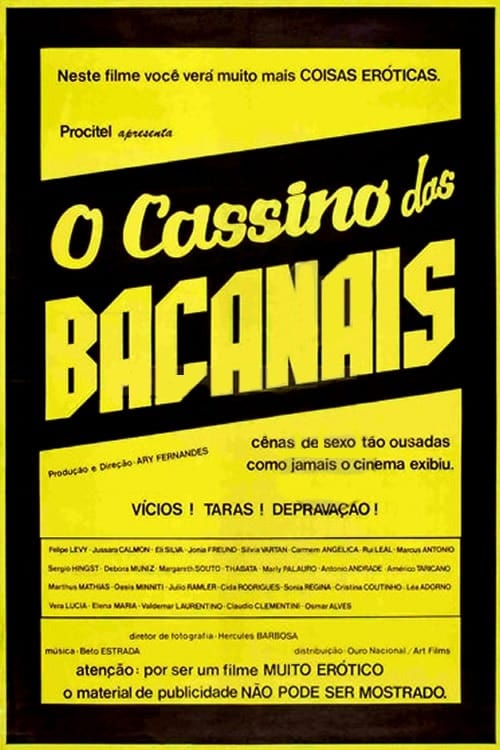 Neste filme você verá muito mais COISAS ERÓTICAS.
Procitel apresenta
O Cassino das
BACANAIS
cênas de sexo tão ousadas
como jamais o cinema exibiu.
Produção e Direção - ARY FERNANDES
VÍCIOS ! TARAS ! DEPRAVAÇÃO !
Felipe LEVY - Jussara CALMON - Eli SILVA - Jonia FREUND - Silvia VARTAN - Carmem ANGELICA - Rui LEAL - Marcus ANTONIO
Sergio HINGST - Debora MUNIZ - Margareth SOUTO - THABATA - Marly PALAURO - Antonio ANDRADE - Américo TARICANO
Marthus MATHIAS - Oasis MINNITI - Julio RAMLER - Cida RODRIGUES - Sonia REGINA - Cristina COUTINHO - Léa ADORNO
Vera LUCIA - Elena MARIA - Valdemar LAURENTINO - Claudio CLEMENTINI - Osmar ALVES
diretor de fotografia - Hercules BARBOSA
música - Beto ESTRADA distribuição - Ouro Nacional / Art Films
atenção: por ser um filme MUITO ERÓTICO
o material de publicidade NÃO PODE SER MOSTRADO.